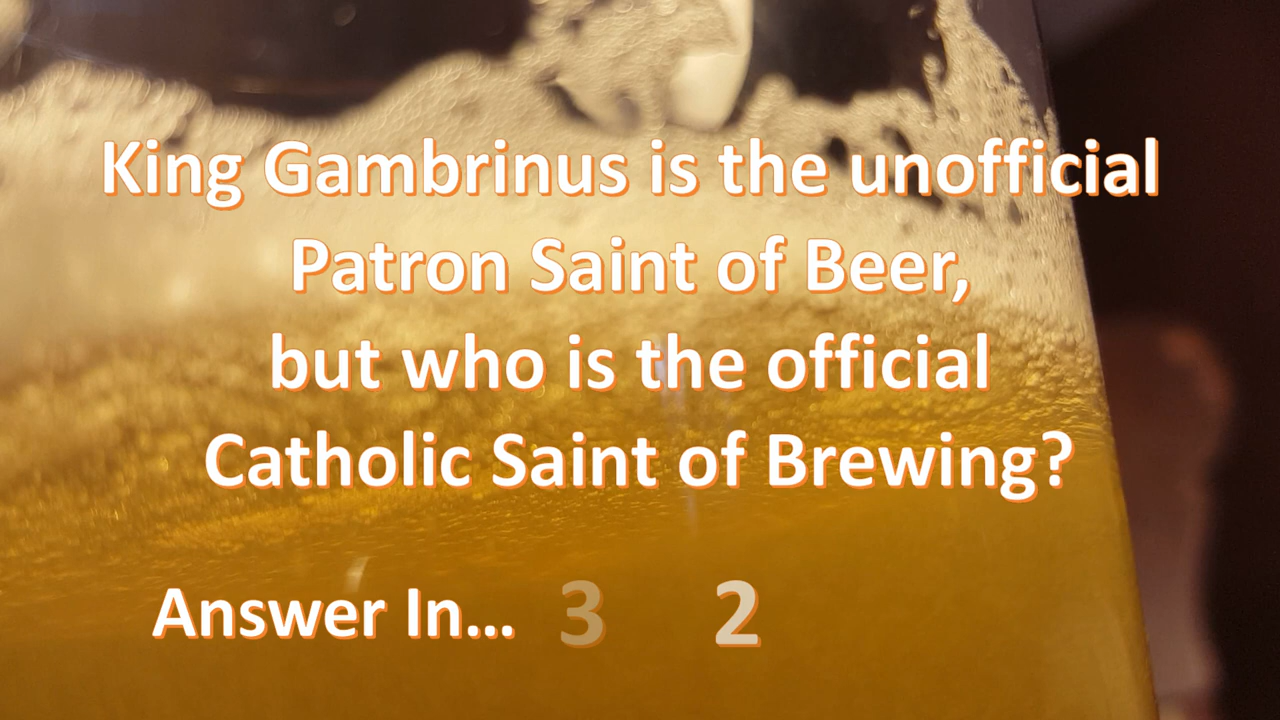 King Gambrinus is the unofficial
Patron Saint of Beer,
but who is the official
Catholic Saint of Brewing?
Answer In... 3 2